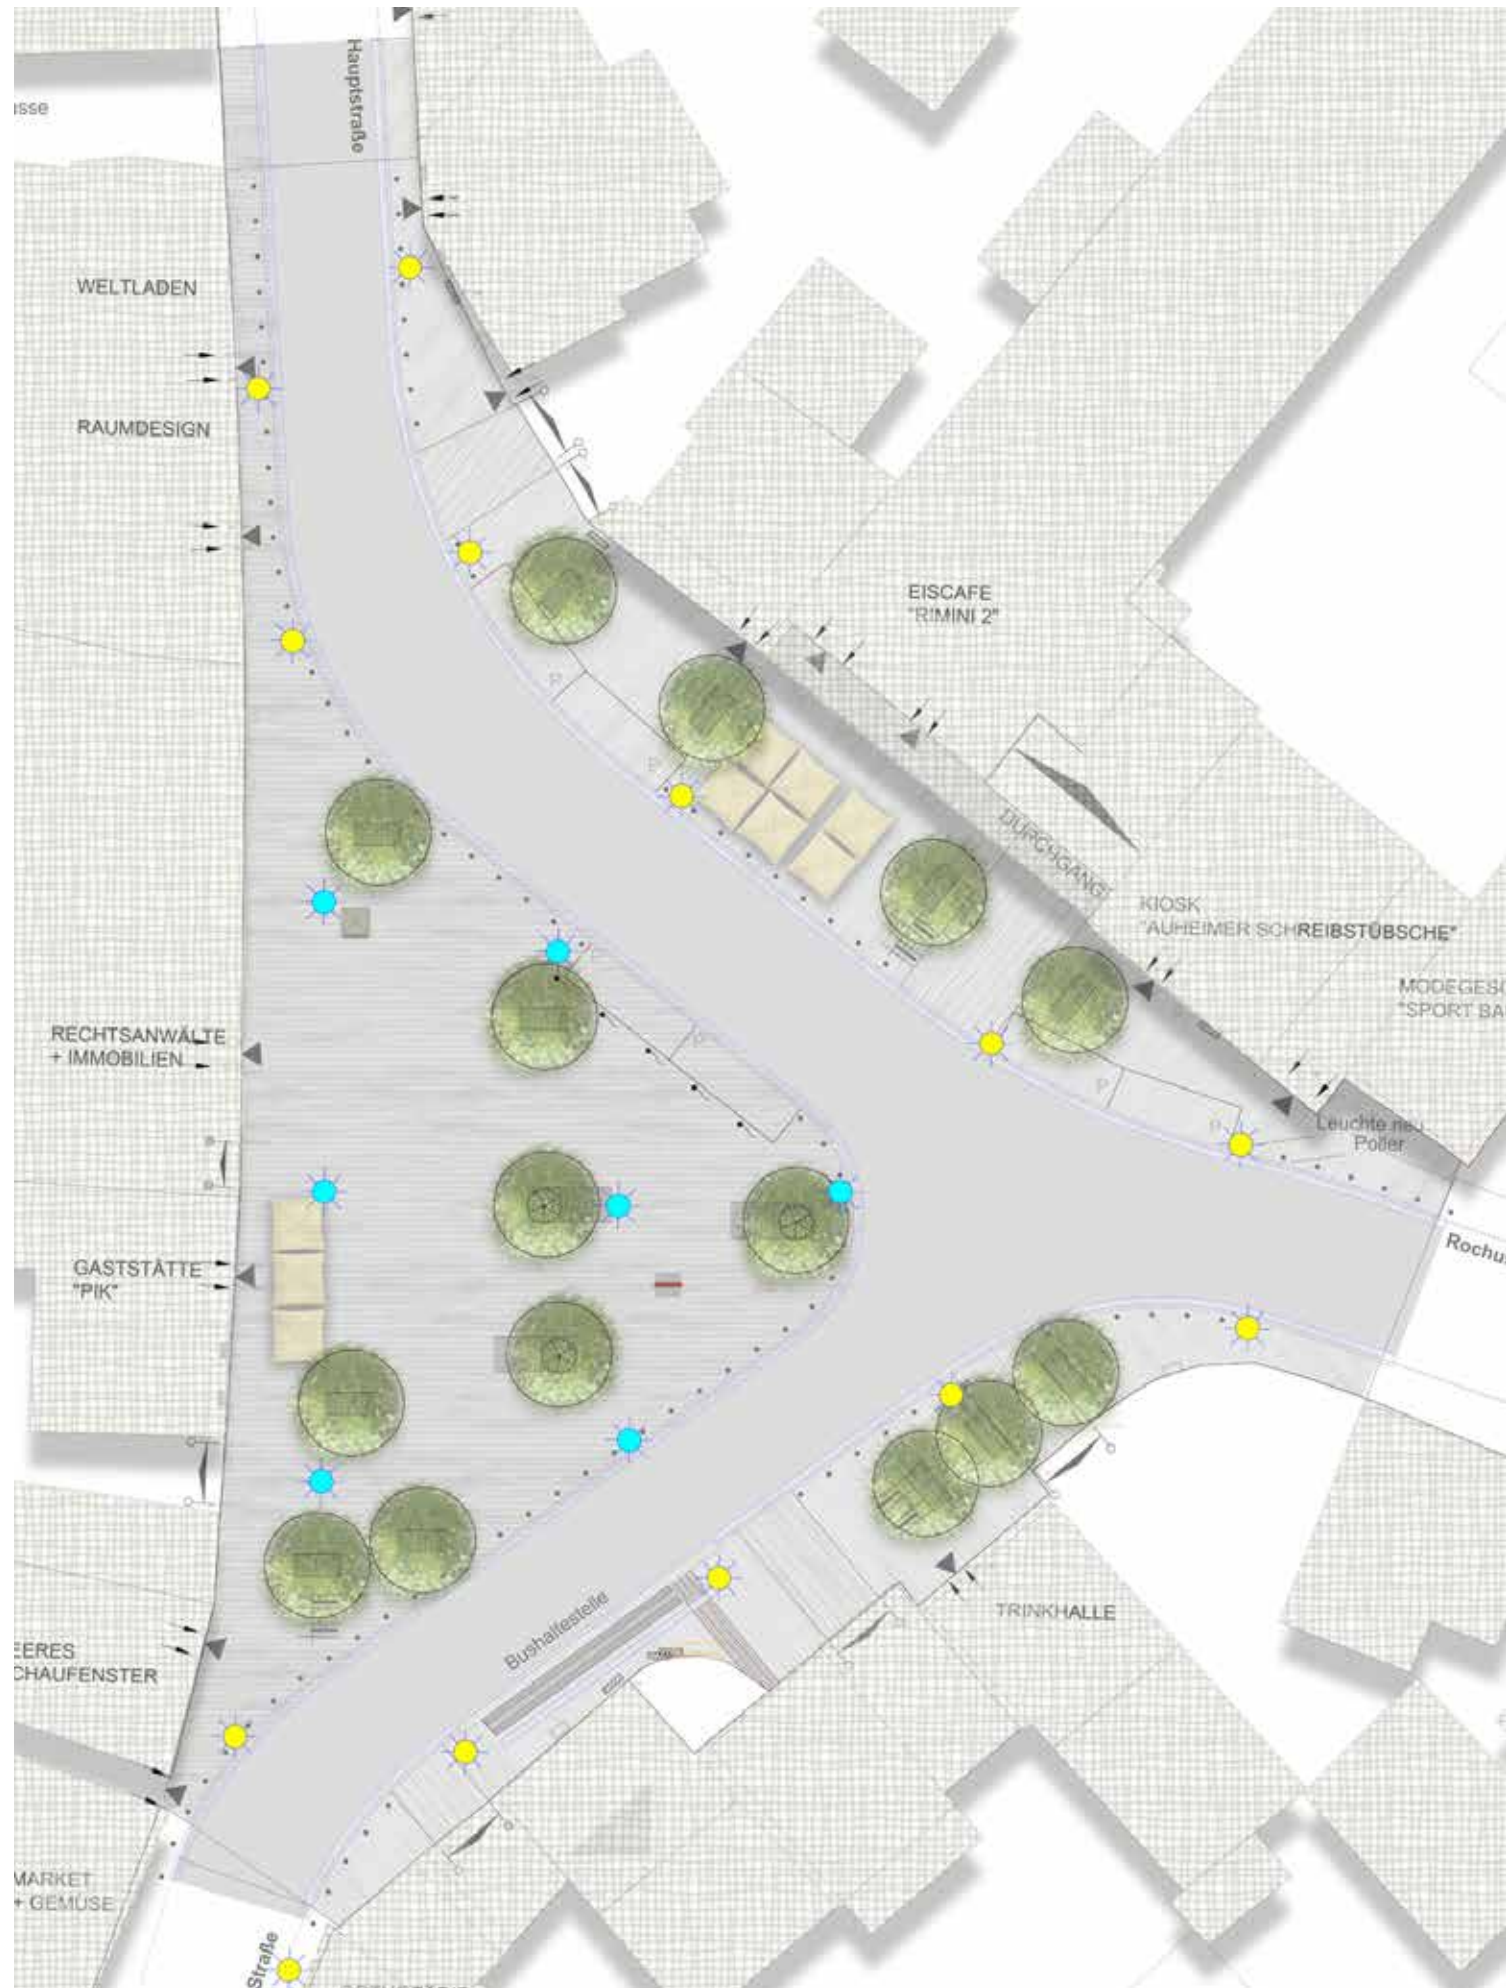 Hauptstraße
WELTLADEN
RAUMDESIGN
EISCAFE
"RIMINI 2"
P
P
DURCHGANG
KIOSK
"AUHEIMER SCHREIBSTÜBSCHE"
RECHTSANWÄLTE
+ IMMOBILIEN
P
P
P
Leuchte neu
Poller
GASTSTÄTTE
"PIK"
Bushaltestelle
TRINKHALLE
MARKET
+ GEMÜSE
Straße